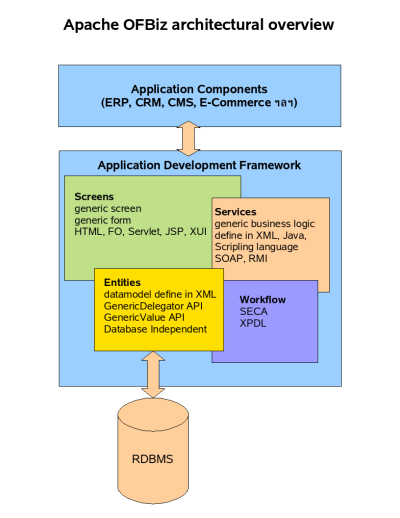 Apache OFBiz architectural overview
Application Components
(ERP, CRM, CMS, E-Commerce ฯลฯ)
Application Development Framework
Screens
generic screen
generic form
HTML, FO, Servlet, JSP, XUI
Services
generic business logic
define in XML, Java,
Scripling language
SOAP, RMI
Entities
datamodel define in XML
GenericDelegator API
GenericValue API
Database Independent
Workflow
SECA
XPDL
RDBMS